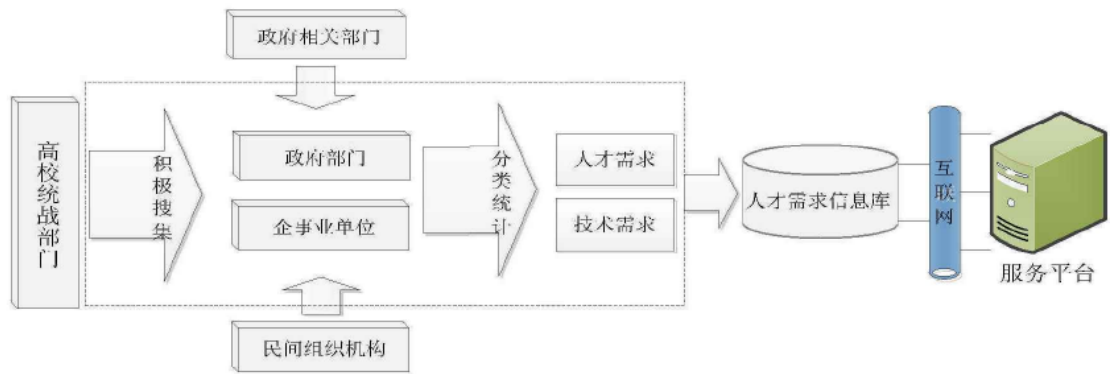 政府相关部门
高校统战部门
积极搜集
政府部门
企事业单位
民间组织机构
分类统计
人才需求
技术需求
人才需求信息库
互联网
服务平台